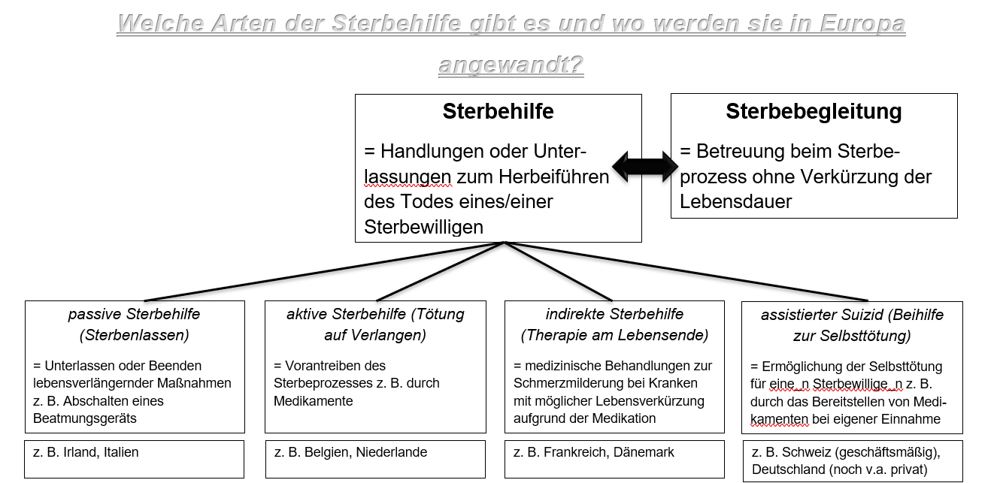 Welche Arten der Sterbehilfe gibt es und wo werden sie in Europa
angewandt?
Sterbehilfe
= Handlungen oder Unter-
lassungen zum Herbeiführen
des Todes eines/einer
Sterbewilligen
Sterbebegleitung
= Betreuung beim Sterbe-
prozess ohne Verkürzung der
Lebensdauer
passive Sterbehilfe
(Sterbenlassen)
= Unterlassen oder Beenden
lebensverlängernder Maßnahmen
z. B. Abschalten eines
Beatmungsgeräts
z. B. Irland, Italien
aktive Sterbehilfe (Tötung
auf Verlangen)
= Vorantreiben des
Sterbeprozesses z. B. durch
Medikamente
z. B. Belgien, Niederlande
indirekte Sterbehilfe
(Therapie am Lebensende)
= medizinische Behandlungen zur
Schmerzmilderung bei Kranken
mit möglicher Lebensverkürzung
aufgrund der Medikation
z. B. Frankreich, Dänemark
assistierter Suizid (Beihilfe
zur Selbsttötung)
= Ermöglichung der Selbsttötung
für eine_n Sterbewillige_n z. B.
durch das Bereitstellen von Medi-
kamenten bei eigener Einnahme
z. B. Schweiz (geschäftsmäßig),
Deutschland (noch v.a. privat)